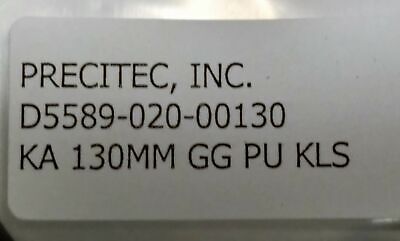 PRECITEC, INC.
D5589-020-00130
KA 130MM GG PU KLS